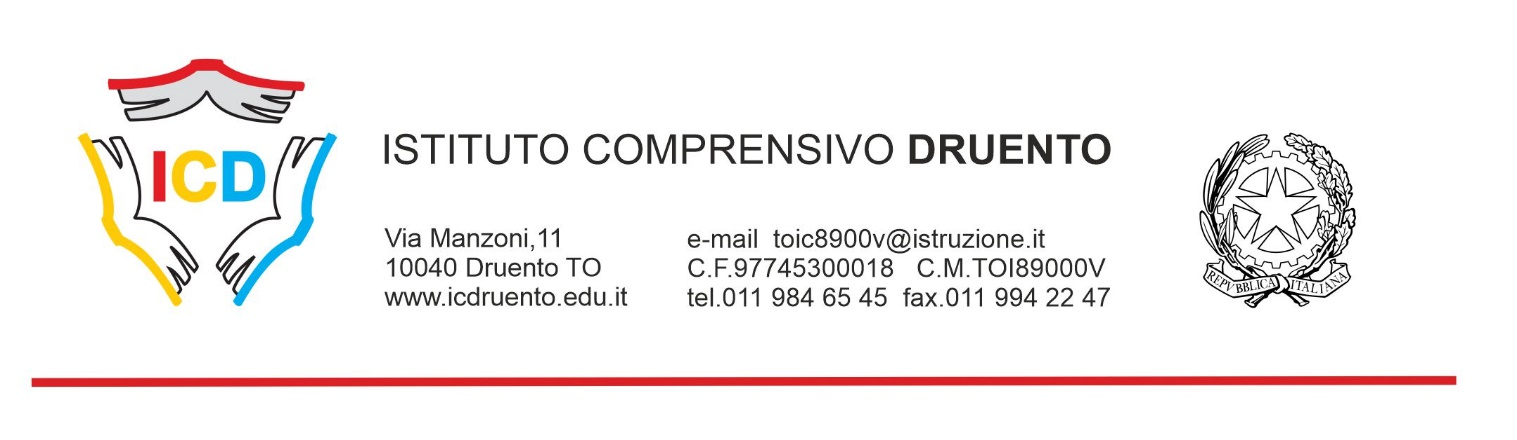 ICD
ISTITUTO COMPRENSIVO DRUENTO
Via Manzoni,11
10040 Druento TO
www.icdruento.edu.it
e-mail toic8900v@istruzione.it
C.F.97745300018 C.M.TOI89000V
tel.011 984 65 45 fax.011 994 22 47
REPVBBLICA ITALIANA